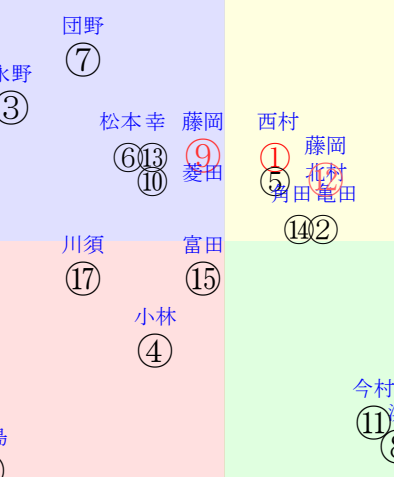 団野
⑦
永野
③
松本 幸 藤岡 西村
⑥⑬ ⑨ ①
藤岡
菱田 北村
⑩ ⑤ ⑫
角田 亀田
⑭②
川須 富田
⑰ ⑮
小林
④
今村
⑪
島
⑧